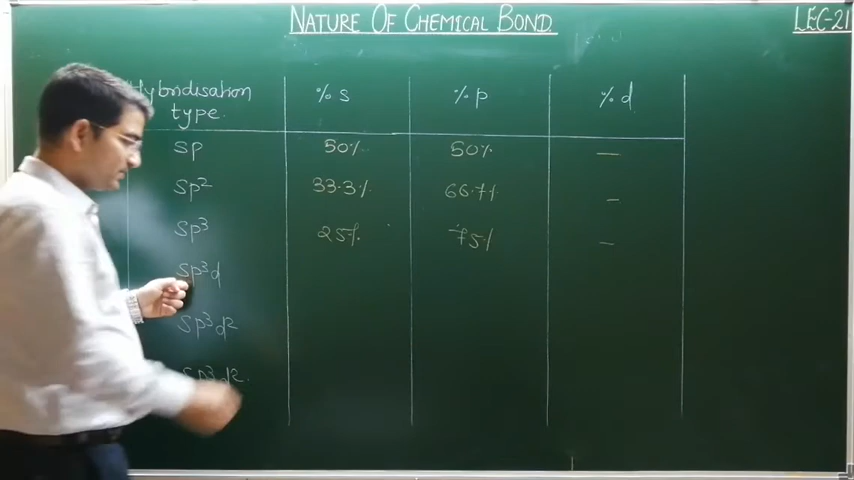 NATURE OF CHEMICAL BOND
LEC-21
Hybridisation type % s % p % d
sp 50% 50% —
sp² 33.3% 66.7% —
sp³ 25% 75% —
sp³d
sp³d²
sp³d²